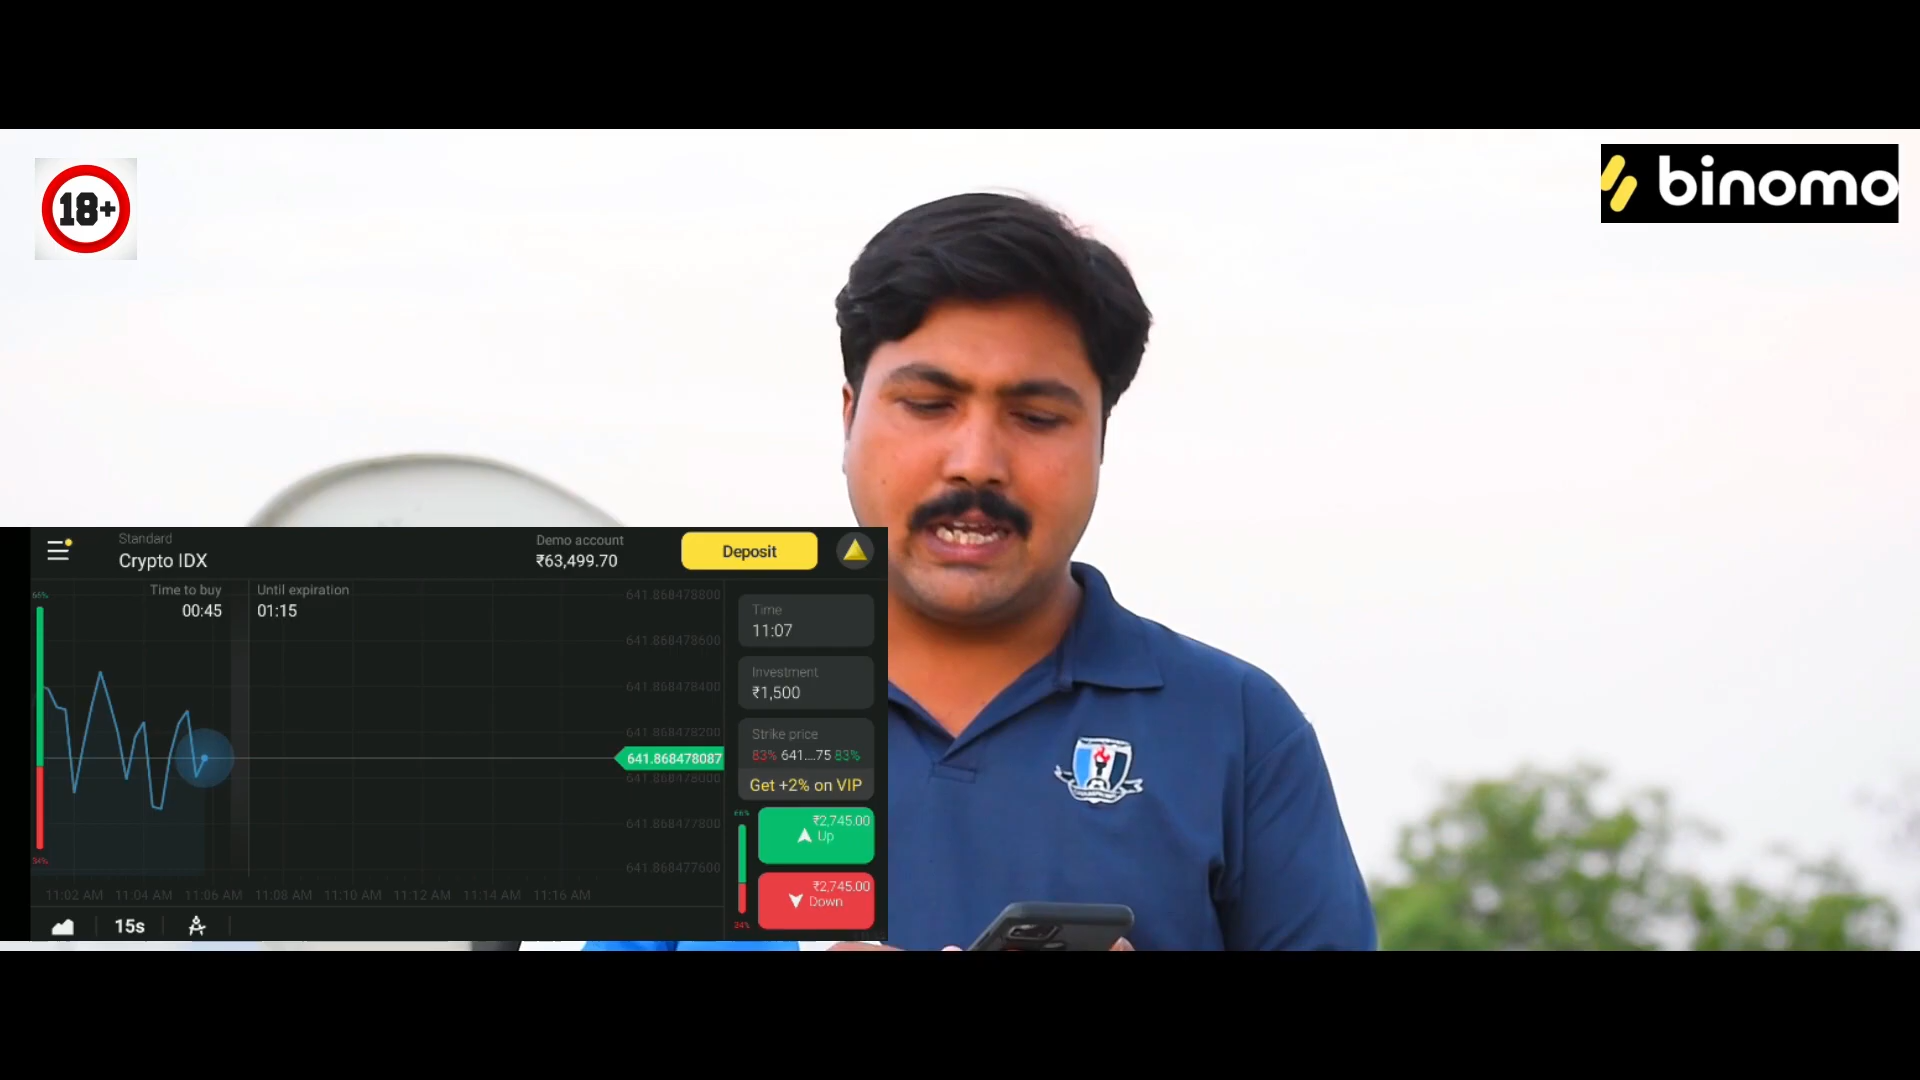 18+
binomo
Standard
Crypto IDX
Demo account
₹63,499.70
Deposit
Time to buy
00:45
Until expiration
01:15
66%
34%
641.868478800
641.868478600
641.868478400
641.868478200
641.868478087
641.868478000
641.868477800
641.868477600
11:02 AM 11:04 AM 11:06 AM 11:08 AM 11:10 AM 11:12 AM 11:14 AM 11:16 AM
15s
Time
11:07
Investment
₹1,500
Strike price
83% 641....75 83%
Get +2% on VIP
66%
₹2,745.00
Up
₹2,745.00
Down
34%